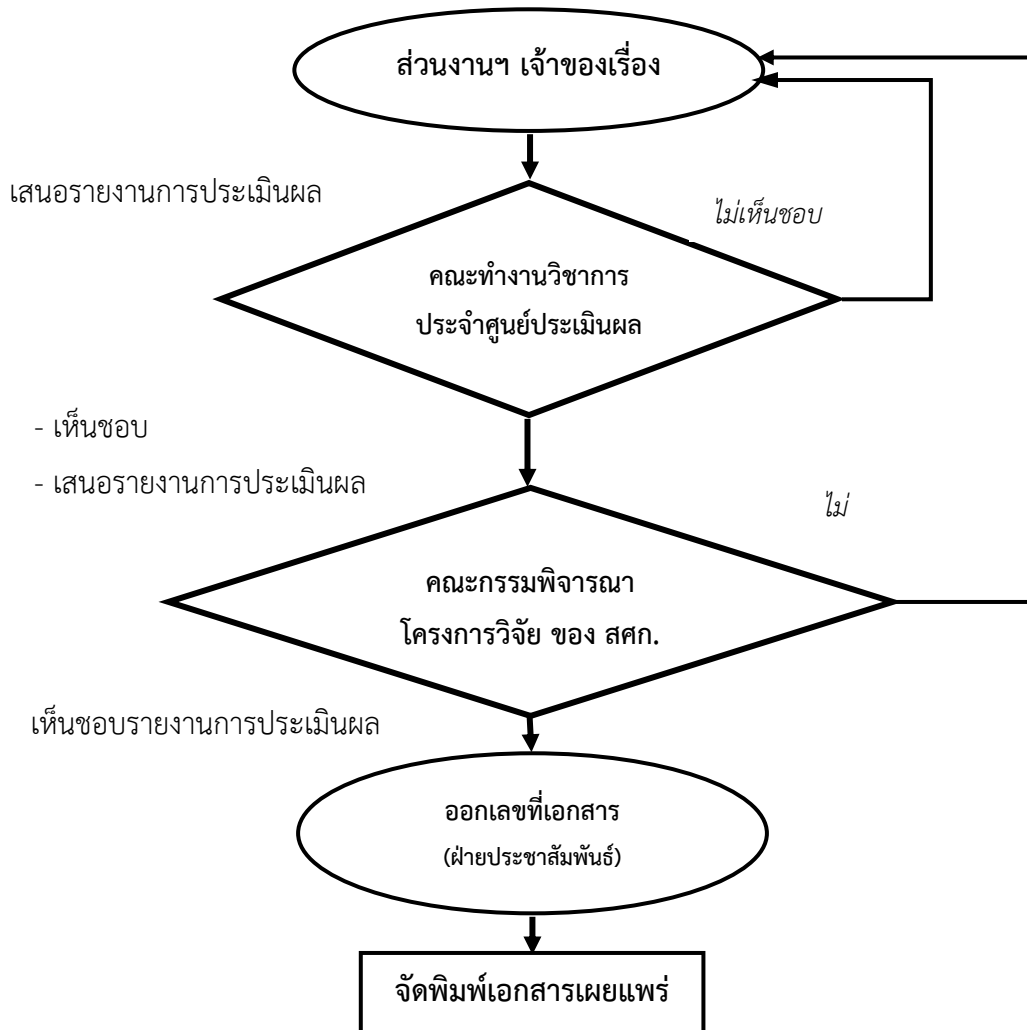 ส่วนงานฯ เจ้าของเรื่อง
เสนอรายงานการประเมินผล
ไม่เห็นชอบ
คณะทำงานวิชาการ
ประจำศูนย์ประเมินผล
- เห็นชอบ
- เสนอรายงานการประเมินผล
ไม่
คณะกรรมพิจารณา
โครงการวิจัย ของ สศก.
เห็นชอบรายงานการประเมินผล
ออกเลขที่เอกสาร
(ฝ่ายประชาสัมพันธ์)
จัดพิมพ์เอกสารเผยแพร่